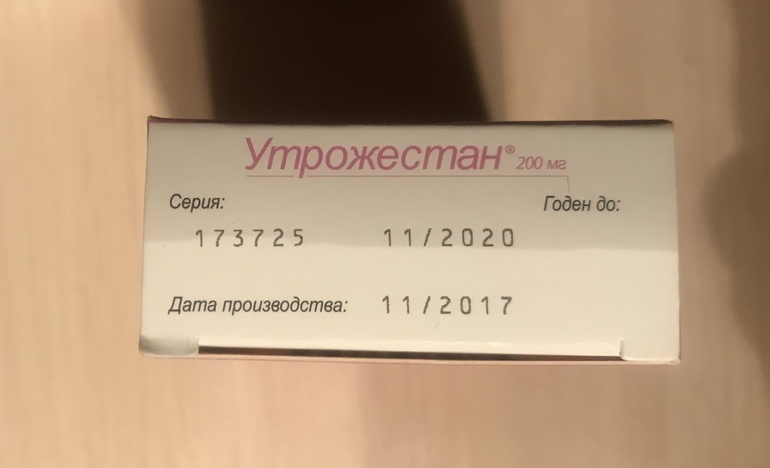 Утрожестан® 200 мг
Серия: Годен до:
173725 11/2020
Дата производства: 11/2017